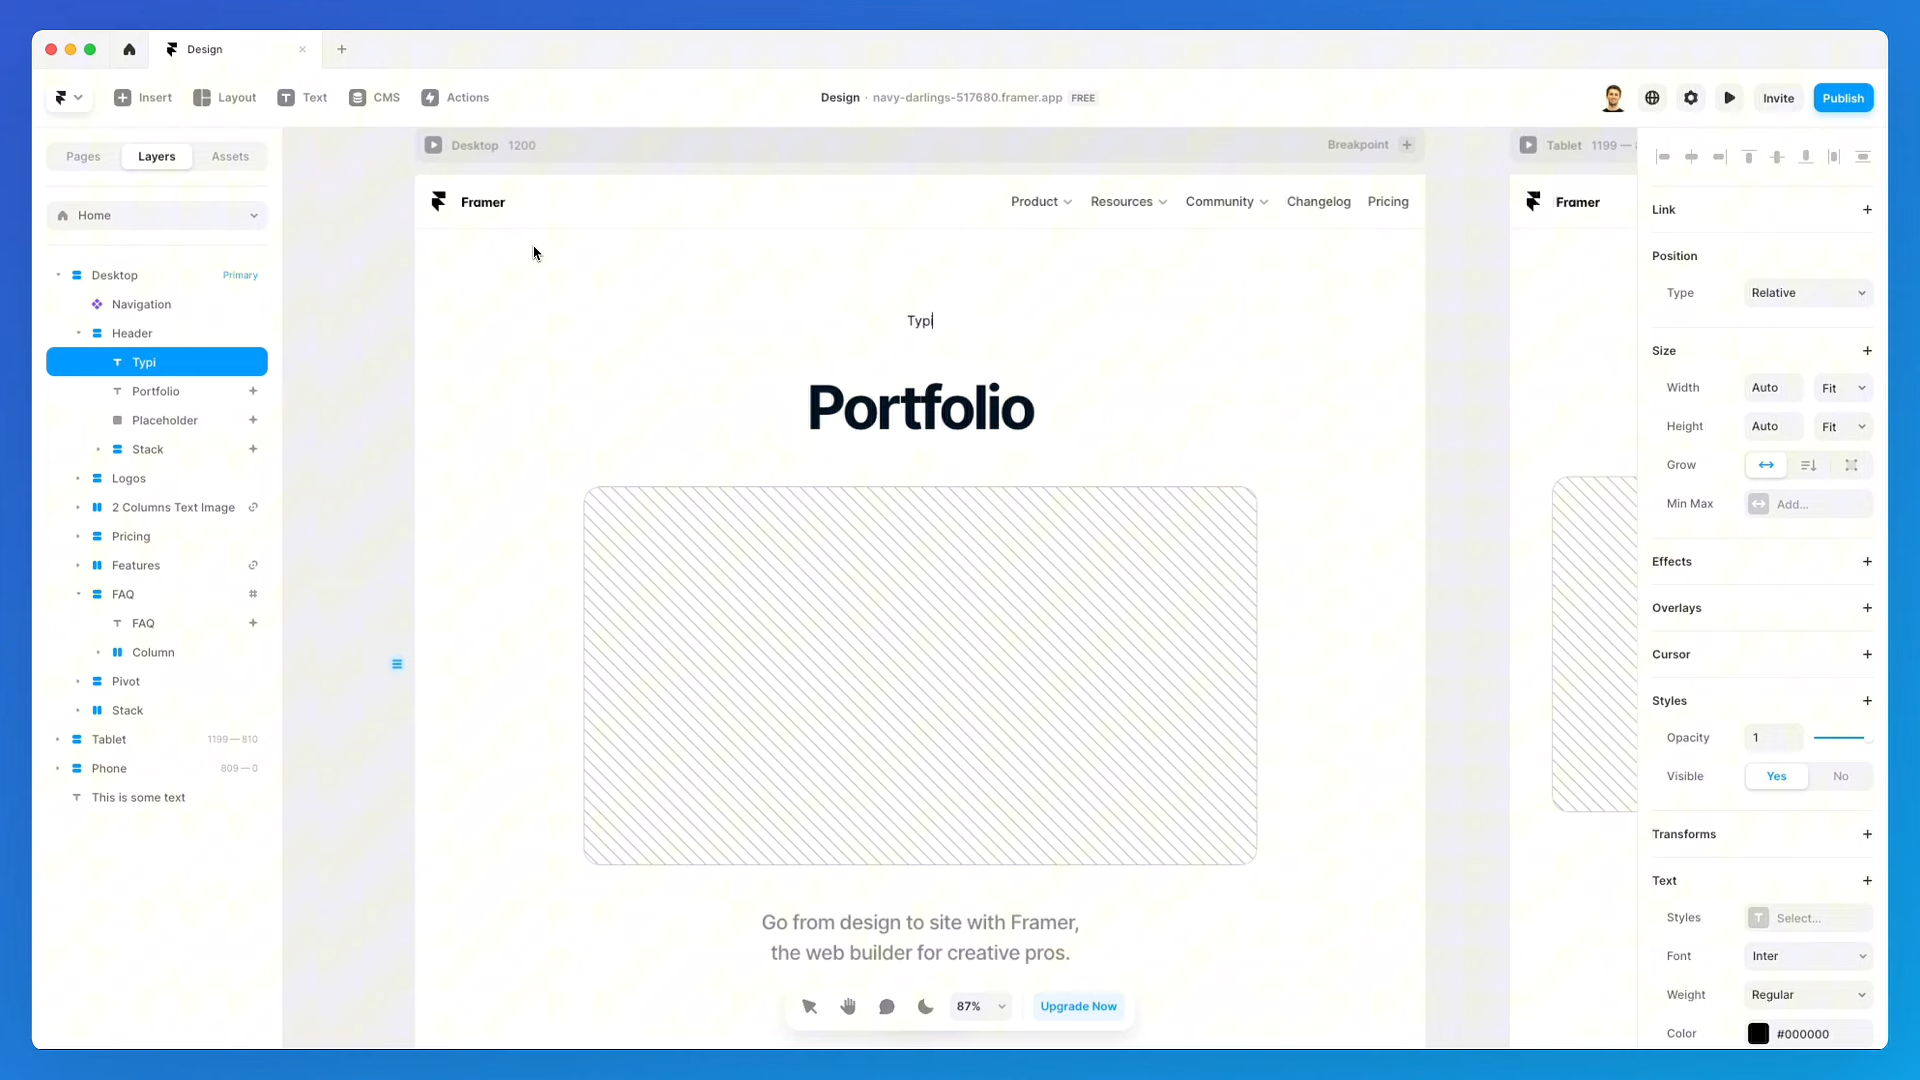 Design
Insert
Layout
Text
CMS
Actions
Design · navy-darlings-517680.framer.app FREE
Invite
Publish
Pages
Layers
Assets
Home
Desktop Primary
Navigation
Header
Typi
Portfolio
Placeholder
Stack
Logos
2 Columns Text Image
Pricing
Features
FAQ
FAQ
Column
Pivot
Stack
Tablet 1199 — 810
Phone 809 — 0
This is some text
Desktop 1200
Breakpoint
Framer
Product
Resources
Community
Changelog
Pricing
Typi
Portfolio
Go from design to site with Framer,
the web builder for creative pros.
87%
Upgrade Now
Tablet 1199 —
Framer
Link
Position
Type Relative
Size
Width Auto Fit
Height Auto Fit
Grow
Min Max Add...
Effects
Overlays
Cursor
Styles
Opacity 1
Visible Yes No
Transforms
Text
Styles Select...
Font Inter
Weight Regular
Color #000000